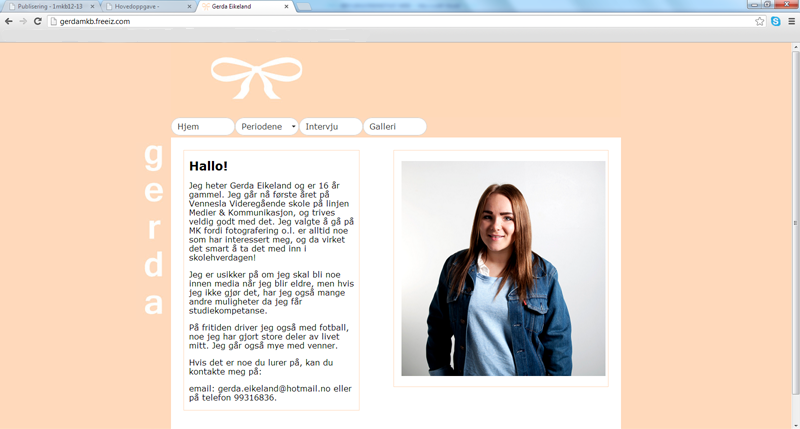 Publisering - 1mkb12-13
Hovedoppgave -
Gerda Eikeland
gerdamkb.freeiz.com
Hjem
Periodene
Intervju
Galleri
gerda
Hallo!
Jeg heter Gerda Eikeland og er 16 år
gammel. Jeg går nå første året på
Vennesla Videregående skole på linjen
Medier & Kommunikasjon, og trives
veldig godt med det. Jeg valgte å gå på
MK fordi fotografering o.l. er alltid noe
som har interessert meg, og da virket
det smart å ta det med inn i
skolehverdagen!
Jeg er usikker på om jeg skal bli noe
innen media når jeg blir eldre, men hvis
jeg ikke gjør det, har jeg også mange
andre muligheter da jeg får
studiekompetanse.
På fritiden driver jeg også med fotball,
noe jeg har gjort store deler av livet
mitt. Jeg går også mye med venner.
Hvis det er noe du lurer på, kan du
kontakte meg på:
email: gerda.eikeland@hotmail.no eller
på telefon 99316836.